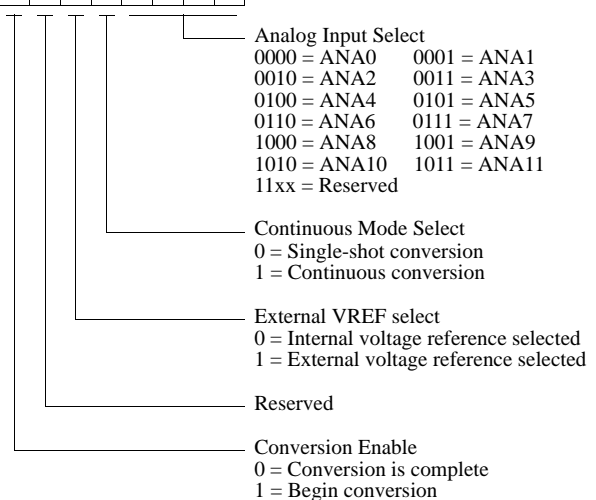 Analog Input Select
0000 = ANA0 0001 = ANA1
0010 = ANA2 0011 = ANA3
0100 = ANA4 0101 = ANA5
0110 = ANA6 0111 = ANA7
1000 = ANA8 1001 = ANA9
1010 = ANA10 1011 = ANA11
11xx = Reserved
Continuous Mode Select
0 = Single-shot conversion
1 = Continuous conversion
External VREF select
0 = Internal voltage reference selected
1 = External voltage reference selected
Reserved
Conversion Enable
0 = Conversion is complete
1 = Begin conversion